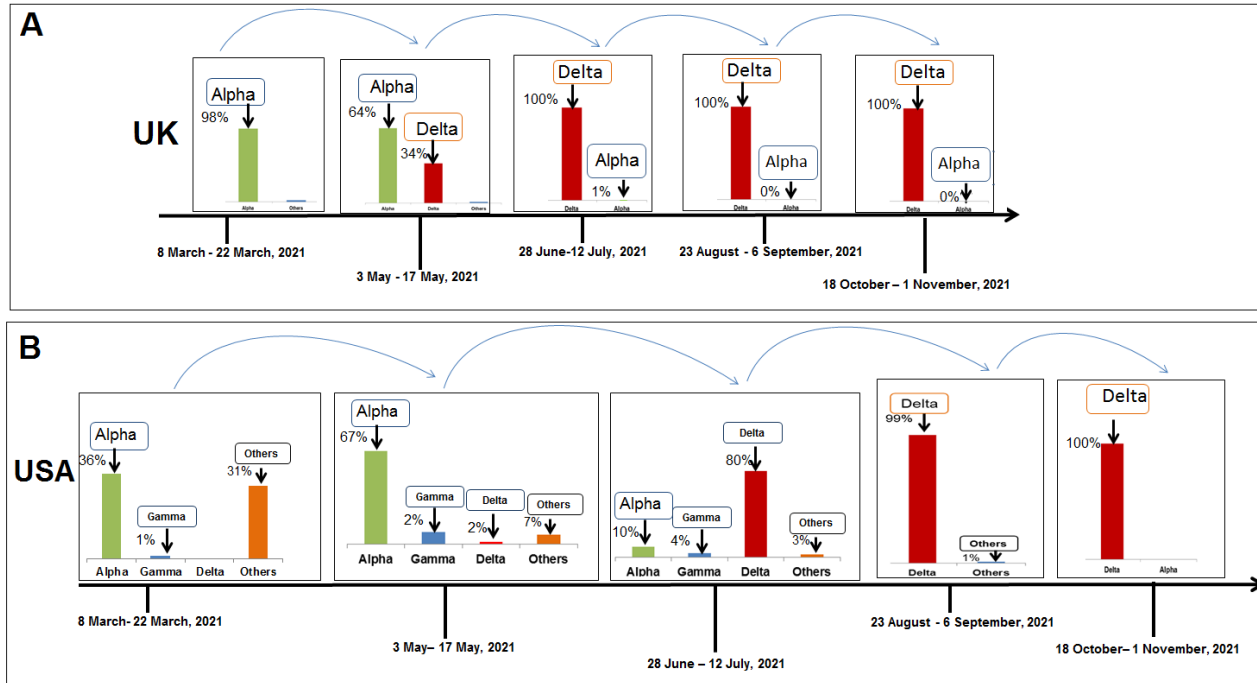 A
UK
Alpha
98%
Alpha Others
Alpha
64%
Delta
34%
Alpha Delta Others
Delta
100%
Alpha
1%
Delta Alpha
Delta
100%
Alpha
0%
Delta Alpha
Delta
100%
Alpha
0%
Delta Alpha
8 March - 22 March, 2021
3 May - 17 May, 2021
28 June-12 July, 2021
23 August - 6 September, 2021
18 October – 1 November, 2021
B
USA
Alpha
36%
Gamma
1%
Others
31%
Alpha Gamma Delta Others
Alpha
67%
Gamma
2%
Delta
2%
Others
7%
Alpha Gamma Delta Others
Alpha
10%
Gamma
4%
Delta
80%
Others
3%
Alpha Gamma Delta Others
Delta
99%
Others
1%
Delta Others
Delta
100%
Delta Alpha
8 March- 22 March, 2021
3 May– 17 May, 2021
28 June – 12 July, 2021
23 August - 6 September, 2021
18 October– 1 November, 2021